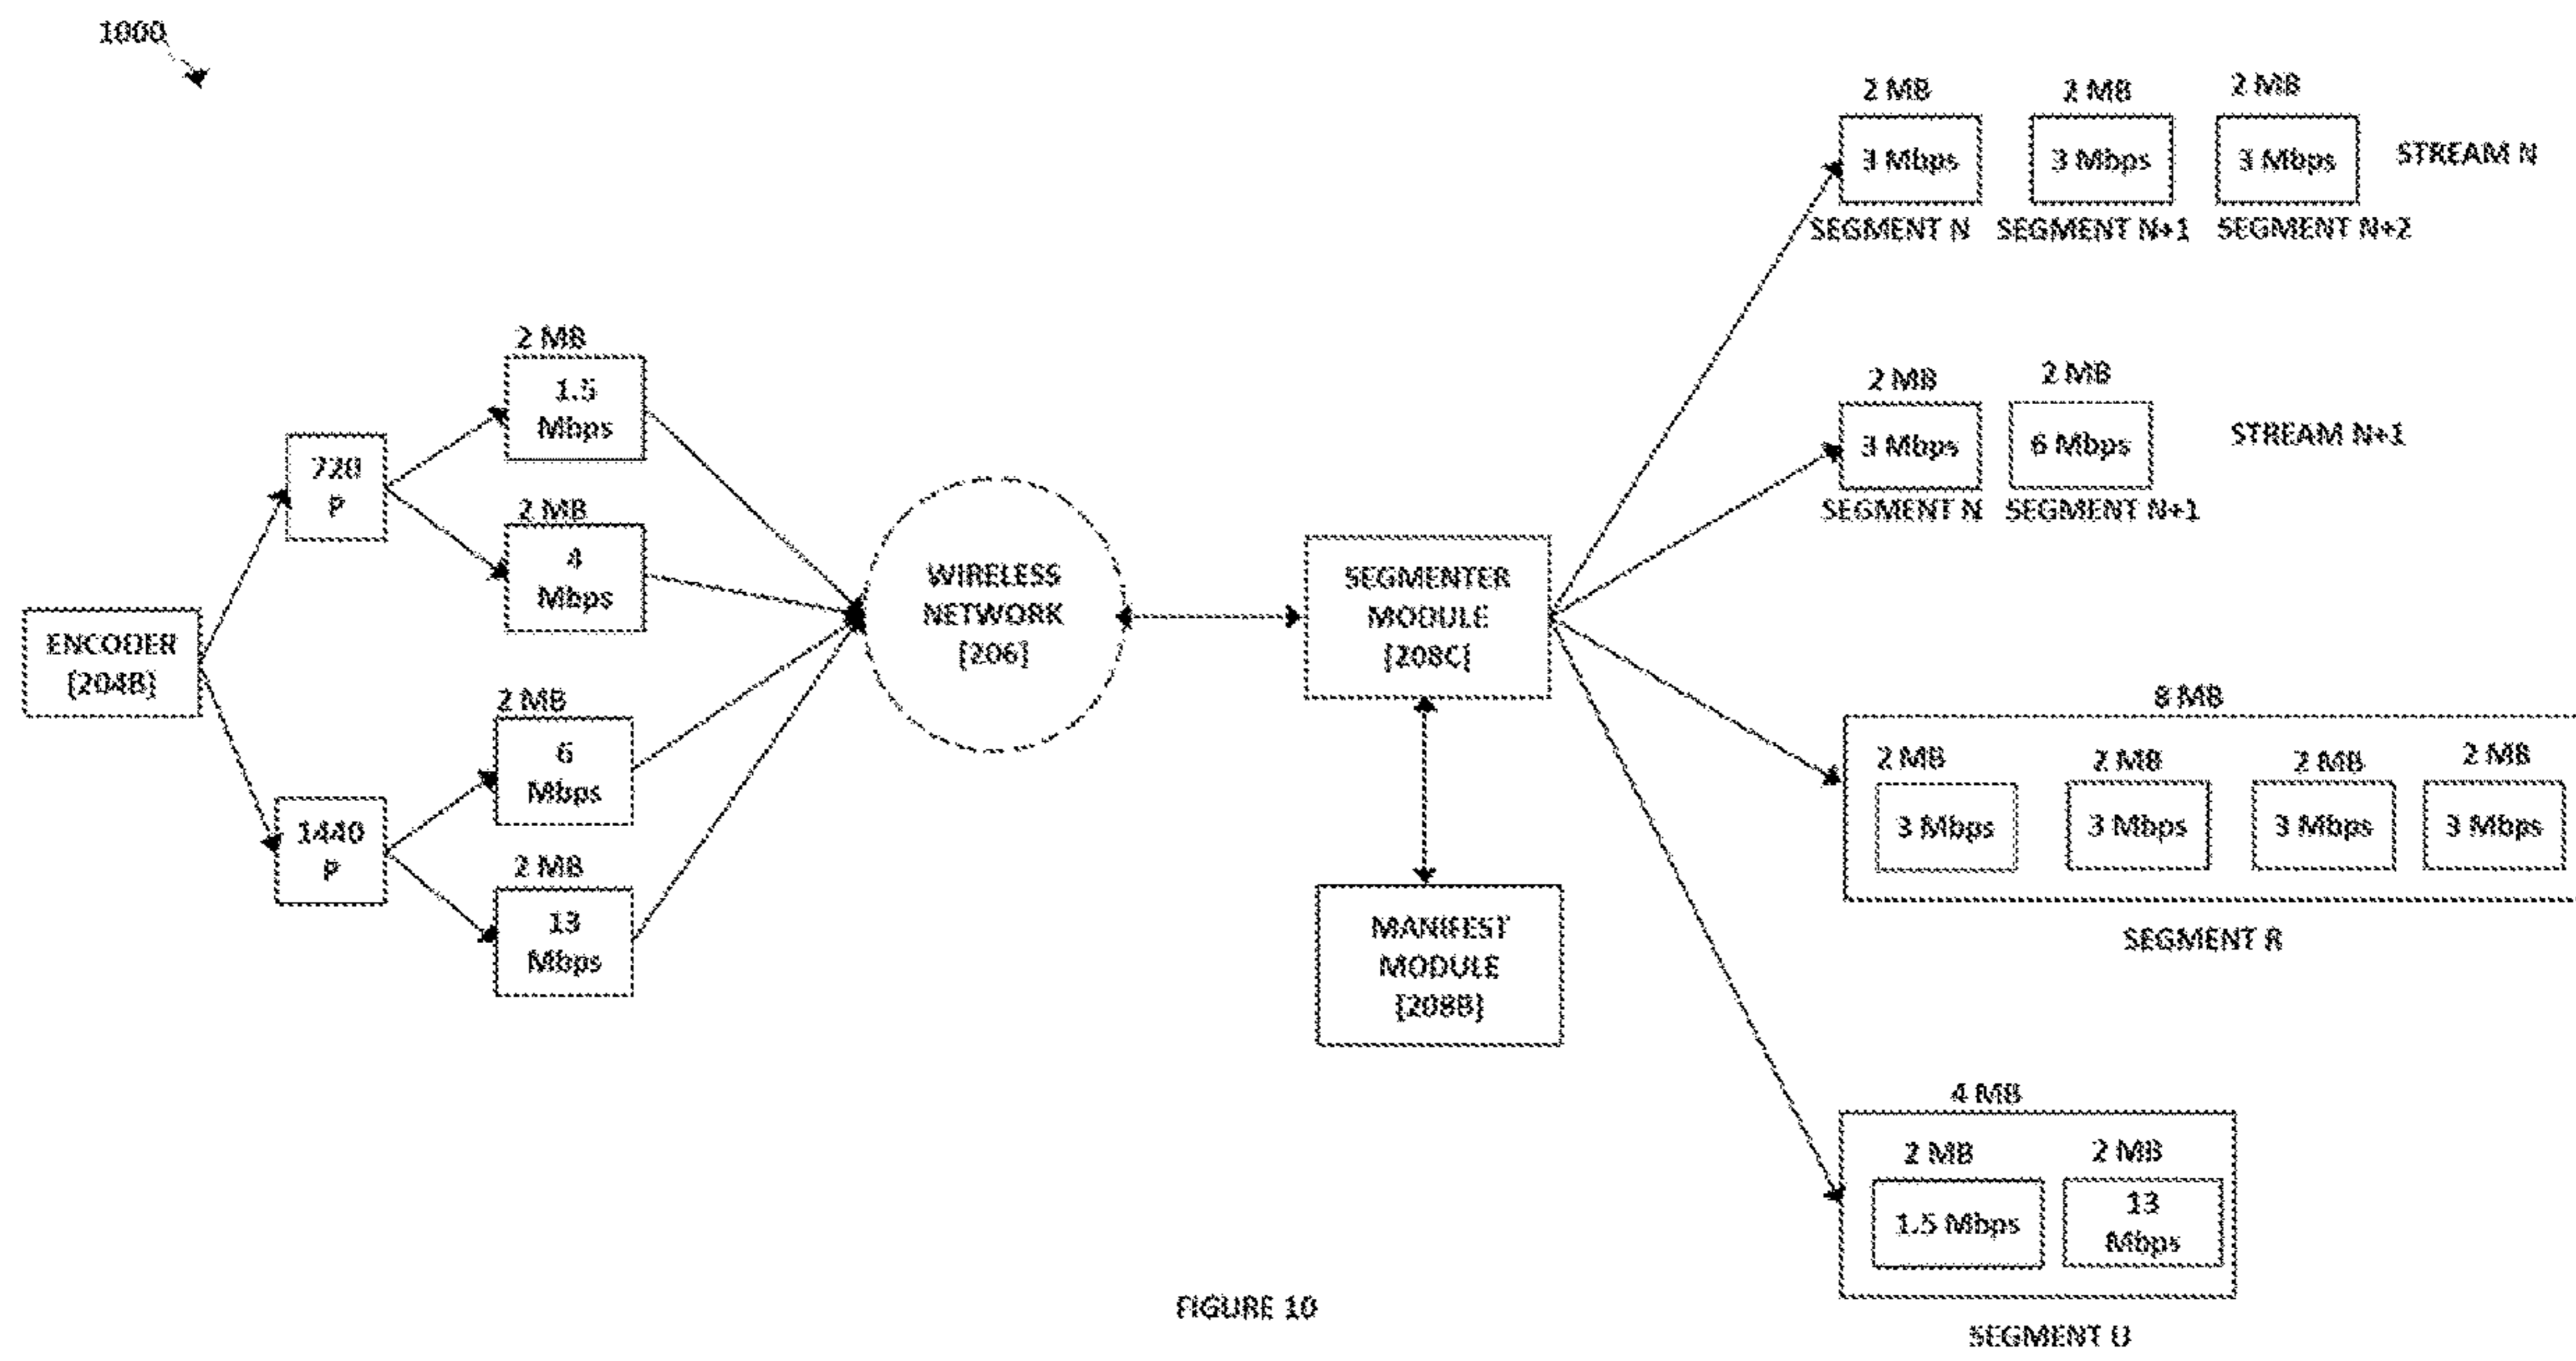 1000
2 MB
2 MB
2 MB
3 Mbps
3 Mbps
3 Mbps
STREAM N
SEGMENT N
SEGMENT N+1
SEGMENT N+2
2 MB
1.5
Mbps
720
P
2 MB
4
Mbps
ENCODER
[204B]
2 MB
6
Mbps
1440
P
2 MB
13
Mbps
WIRELESS
NETWORK
[206]
SEGMENTER
MODULE
[208C]
MANIFEST
MODULE
[208B]
2 MB
2 MB
3 Mbps
6 Mbps
STREAM N+1
SEGMENT N
SEGMENT N+1
8 MB
2 MB
2 MB
2 MB
2 MB
3 Mbps
3 Mbps
3 Mbps
3 Mbps
SEGMENT R
4 MB
2 MB
2 MB
1.5 Mbps
13
Mbps
SEGMENT U
FIGURE 10